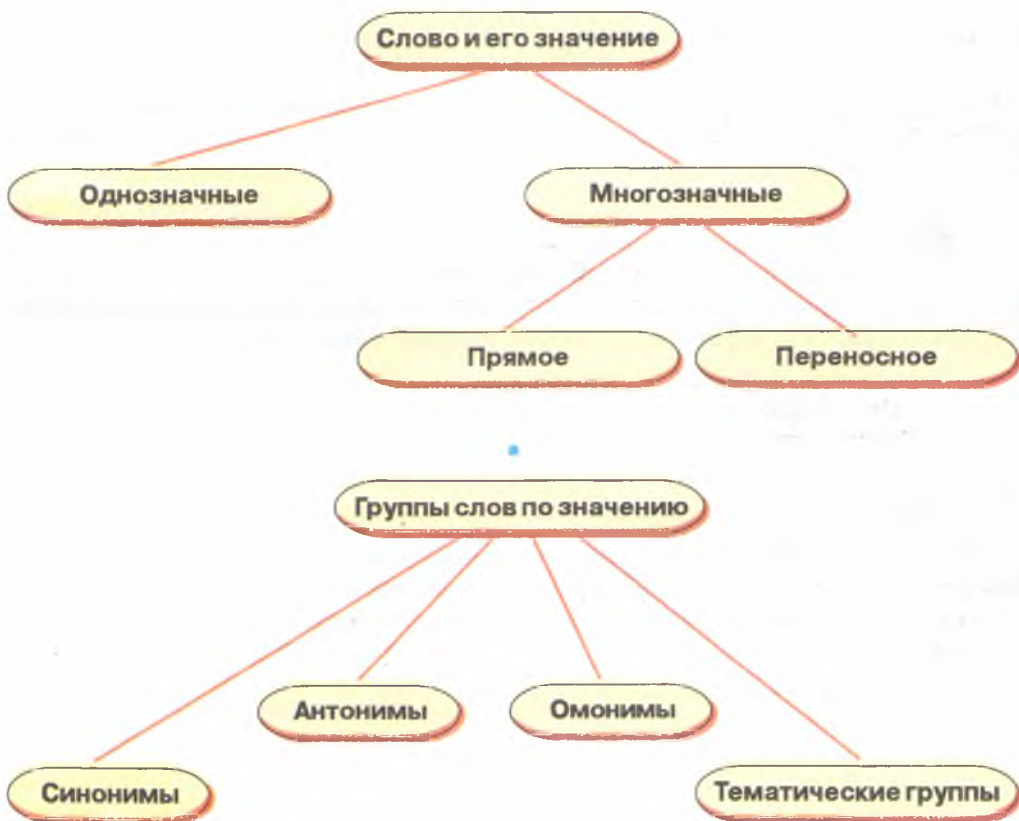 Слово и его значение
Однозначные
Многозначные
Прямое
Переносное
Группы слов по значению
Антонимы
Омонимы
Синонимы
Тематические группы